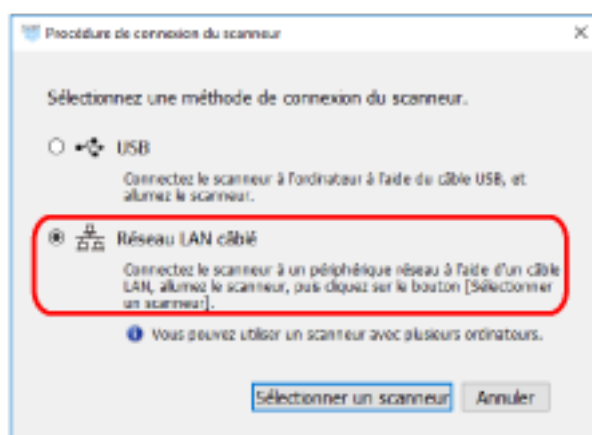 Procédure de connexion du scanneur
Sélectionnez une méthode de connexion du scanneur.
USB
Connectez le scanneur à l'ordinateur à l'aide du câble USB, et
allumez le scanneur.
Réseau LAN câblé
Connectez le scanneur à un périphérique réseau à l'aide d'un câble
LAN, allumez le scanneur, puis cliquez sur le bouton [Sélectionner
un scanneur].
Vous pouvez utiliser un scanneur avec plusieurs ordinateurs.
Sélectionner un scanneur
Annuler